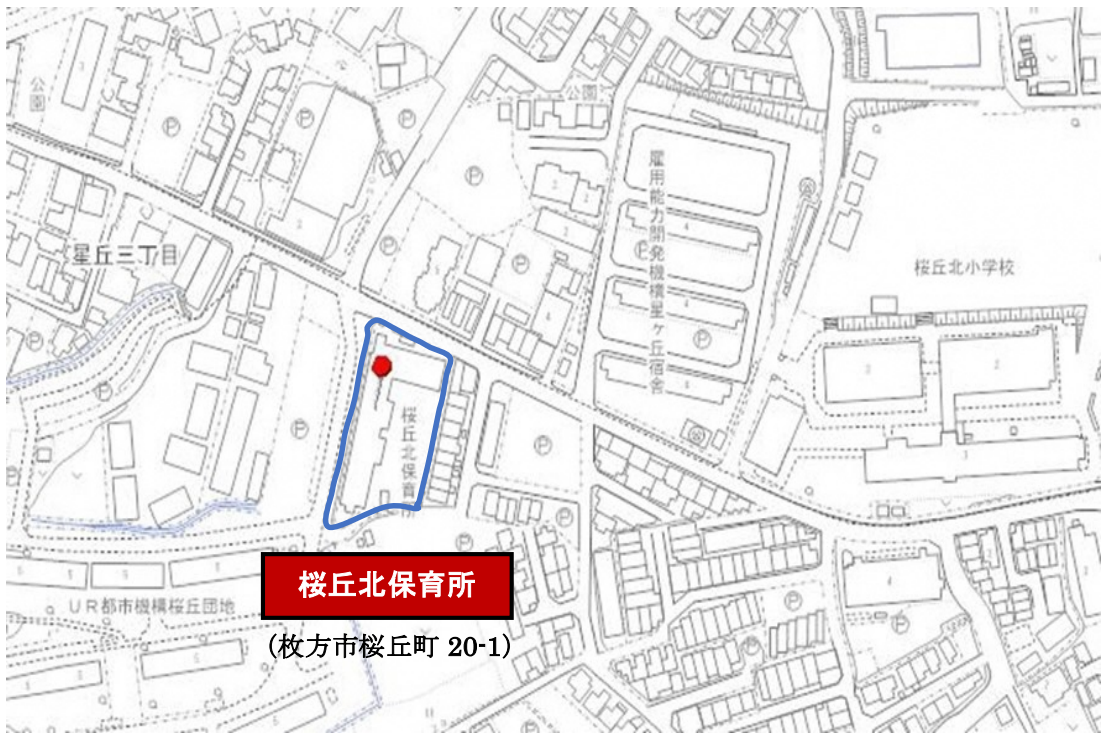 公園
公園
雇用能力開発機構星ヶ丘宿舎
星丘三丁目
桜丘北小学校
桜丘北保育所
桜丘北保育所
(枚方市桜丘町 20-1)
UR都市機構桜丘団地